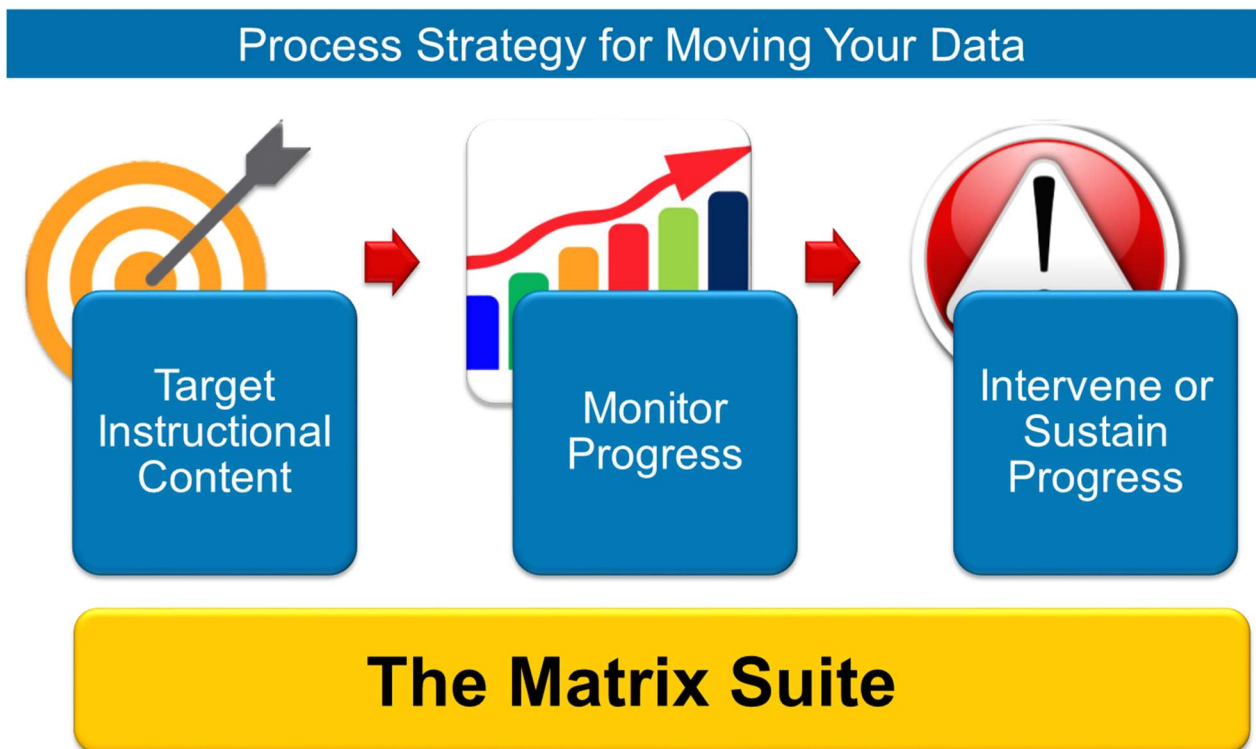 Process Strategy for Moving Your Data
Target
Instructional
Content
Monitor
Progress
Intervene or
Sustain
Progress
The Matrix Suite